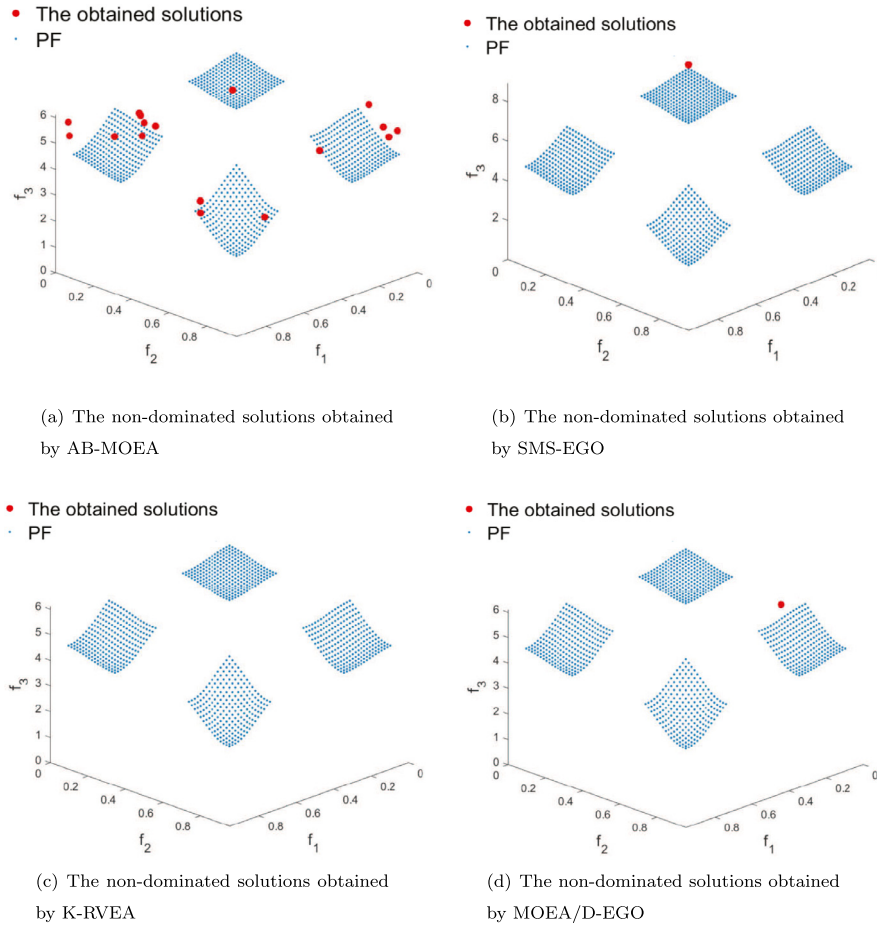 The obtained solutions
PF
6
5
4
3
2
1
0
f3
0.2
0.4
0.6
0.8
f2
0.8
0.6
0.4
0.2
0
f1
(a) The non-dominated solutions obtained
by AB-MOEA
The obtained solutions
PF
8
6
4
2
0
f3
0.2
0.4
0.6
0.8
f2
0.8
0.6
0.4
0.2
f1
(b) The non-dominated solutions obtained
by SMS-EGO
The obtained solutions
PF
6
5
4
3
2
1
0
0
f3
0.2
0.4
0.6
0.8
f2
0.8
0.6
0.4
0.2
0
f1
(c) The non-dominated solutions obtained
by K-RVEA
The obtained solutions
PF
6
5
4
3
2
1
0
0
f3
0.2
0.4
0.6
0.8
f2
0.8
0.6
0.4
0.2
0
f1
(d) The non-dominated solutions obtained
by MOEA/D-EGO